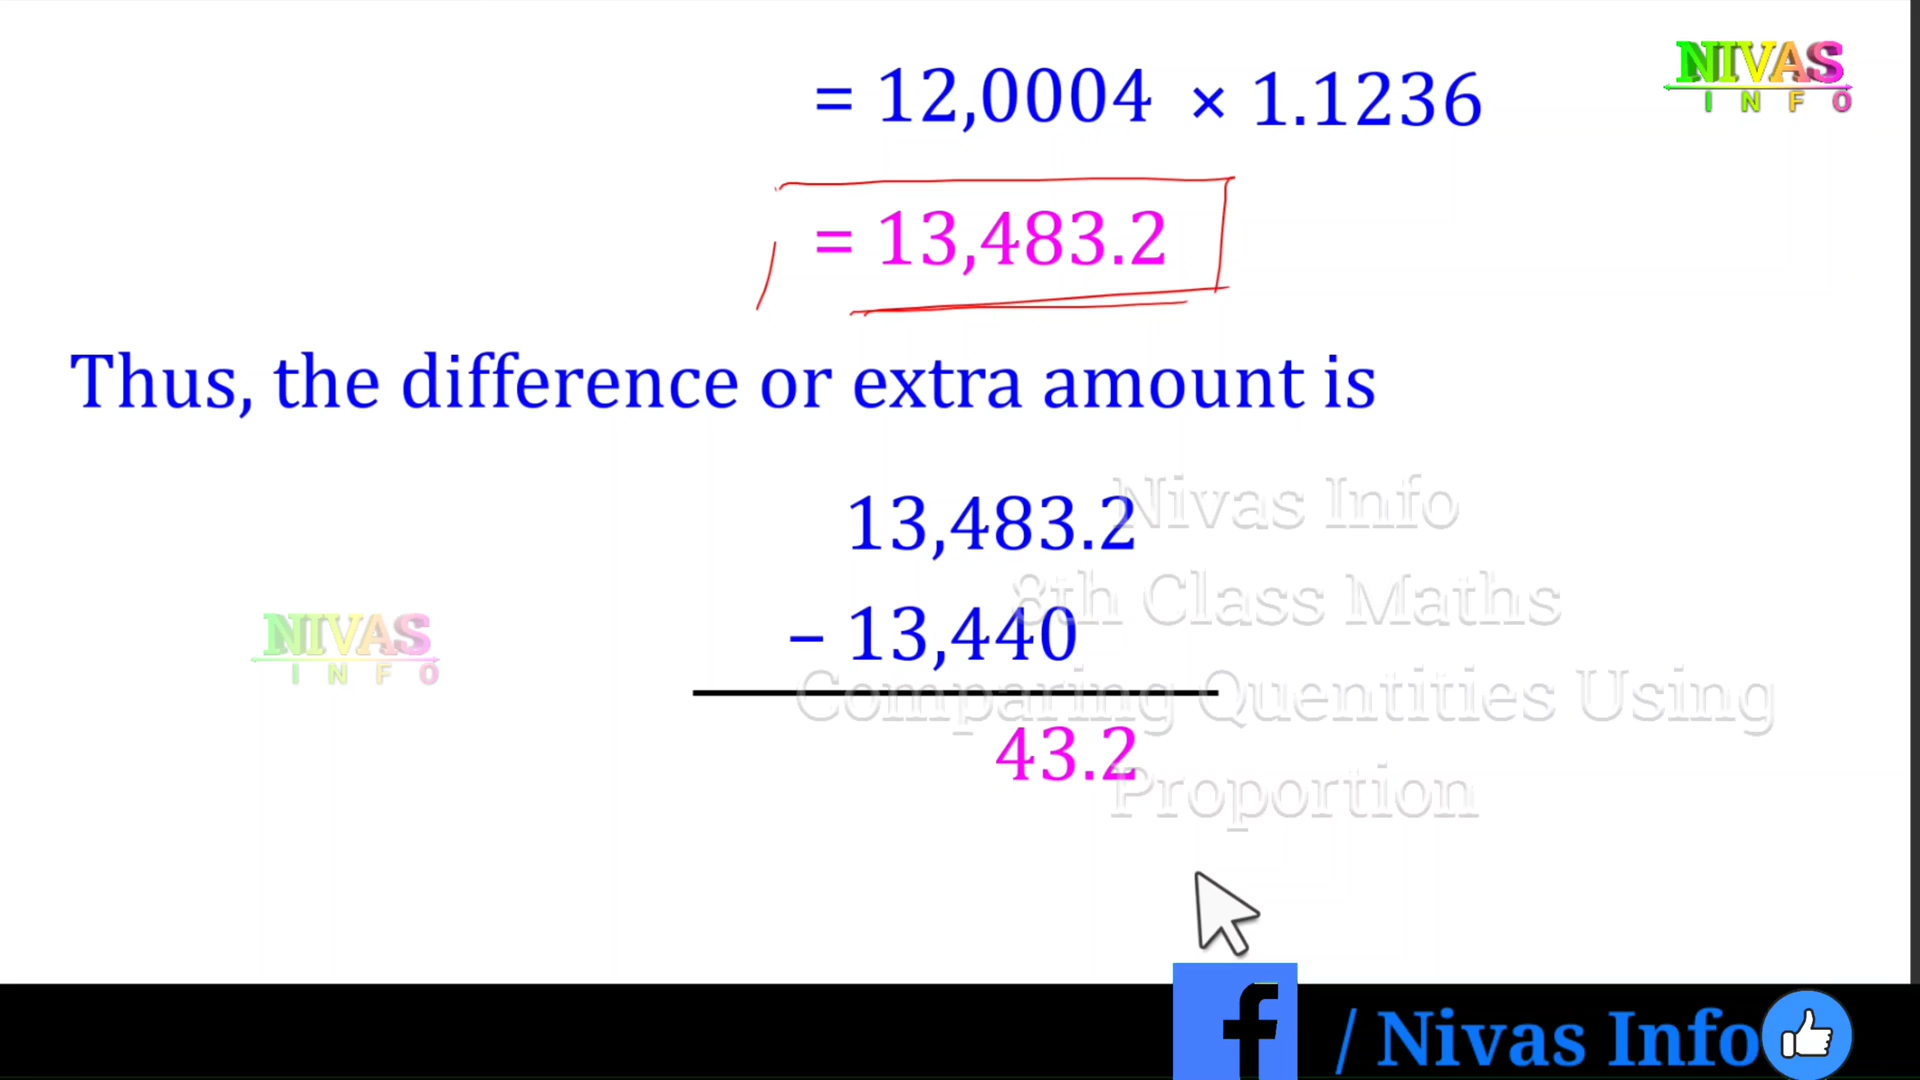 = 12,0004 × 1.1236
NIVAS
INFO
= 13,483.2
Thus, the difference or extra amount is
13,483.2
Nivas Info
8th Class Maths
− 13,440
NIVAS
INFO
Comparing Quentities Using
43.2
Proportion
f / Nivas Info